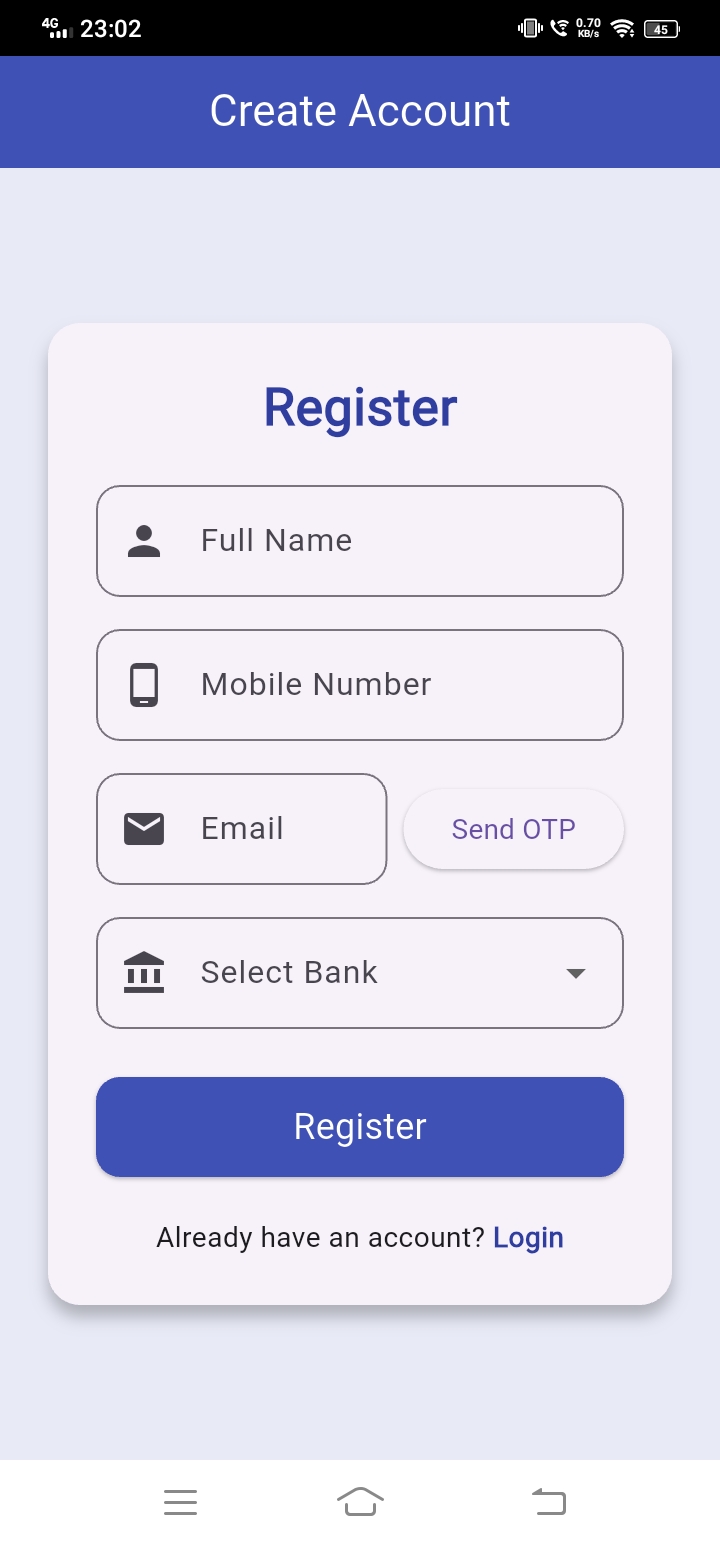 4G 23:02 0.70 KB/s 45
Create Account
Register
Full Name
Mobile Number
Email Send OTP
Select Bank
Register
Already have an account? Login